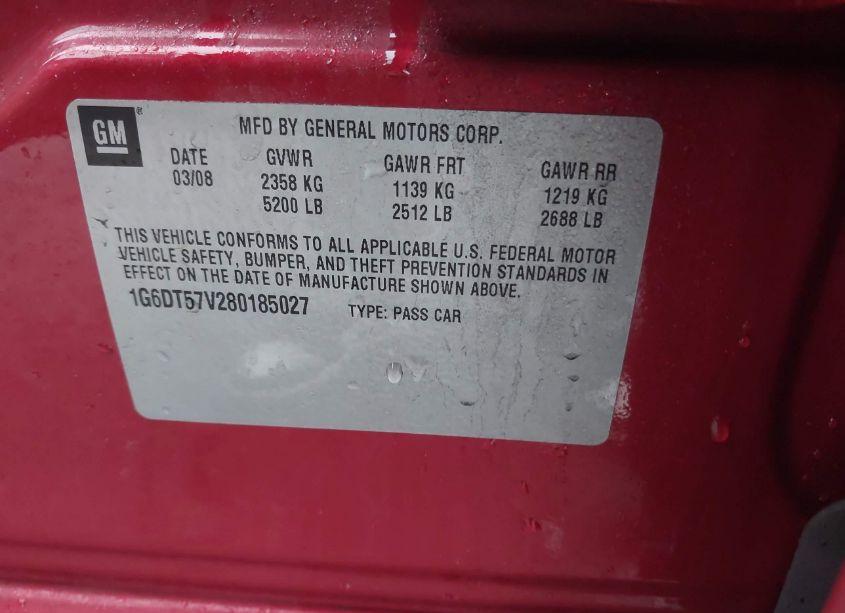 GM ®
MFD BY GENERAL MOTORS CORP.
DATE GVWR GAWR FRT GAWR RR
03/08 2358 KG 1139 KG 1219 KG
5200 LB 2512 LB 2688 LB
THIS VEHICLE CONFORMS TO ALL APPLICABLE U.S. FEDERAL MOTOR
VEHICLE SAFETY, BUMPER, AND THEFT PREVENTION STANDARDS IN
EFFECT ON THE DATE OF MANUFACTURE SHOWN ABOVE.
1G6DT57V280185027 TYPE: PASS CAR